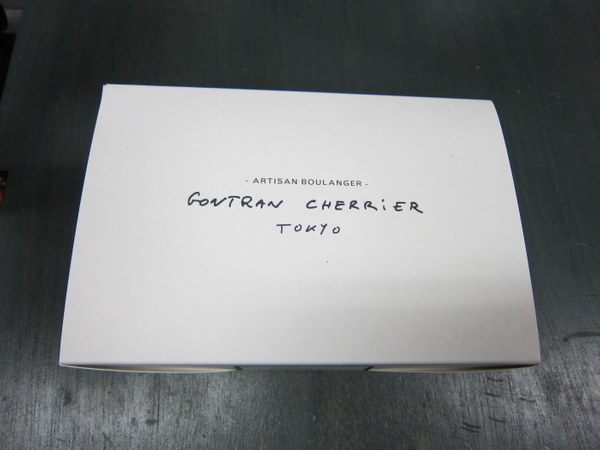 - ARTISAN BOULANGER -
GONTRAN CHERRiER
TOKYO